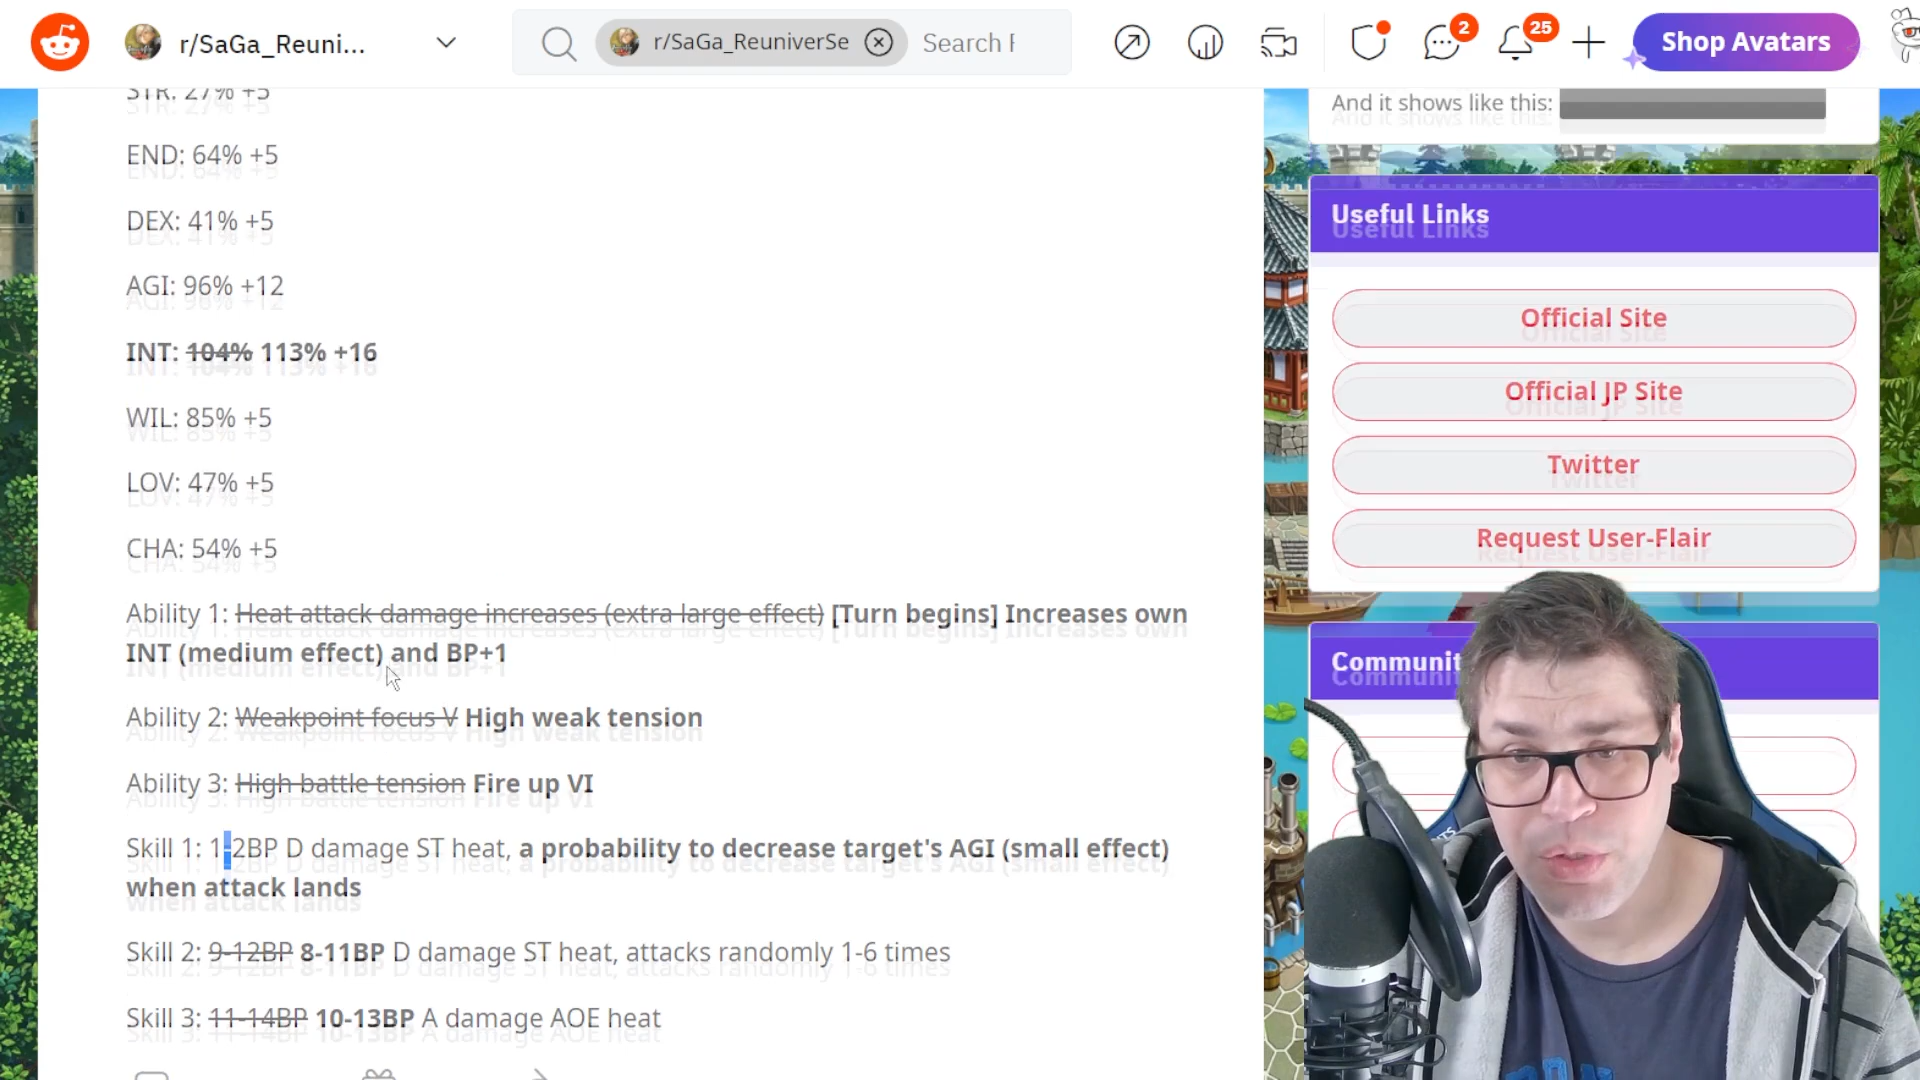 r/SaGa_Reuni...
r/SaGa_ReuniverSe
Search
2
25
Shop Avatars
STR: 27% +5
END: 64% +5
DEX: 41% +5
AGI: 96% +12
INT: 104% 113% +16
WIL: 85% +5
LOV: 47% +5
CHA: 54% +5
Ability 1: Heat attack damage increases (extra large effect) [Turn begins] Increases own
INT (medium effect) and BP+1
Ability 2: Weakpoint focus V High weak tension
Ability 3: High battle tension Fire up VI
Skill 1: 1-2BP D damage ST heat, a probability to decrease target's AGI (small effect)
when attack lands
Skill 2: 9-12BP 8-11BP D damage ST heat, attacks randomly 1-6 times
Skill 3: 11-14BP 10-13BP A damage AOE heat
And it shows like this:
Useful Links
Official Site
Official JP Site
Twitter
Request User-Flair
Communit